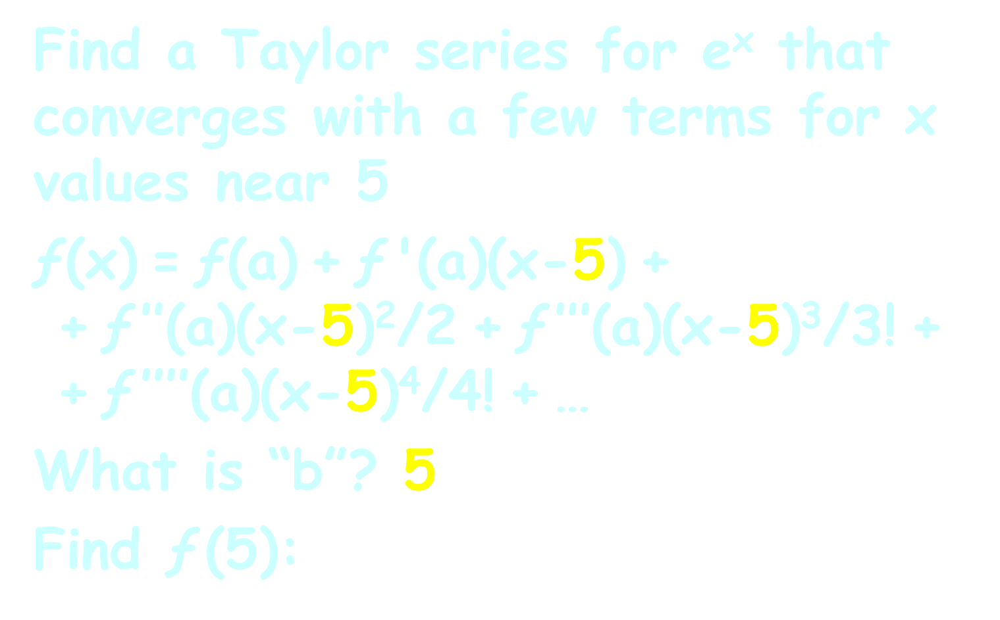 Find a Taylor series for eˣ that
converges with a few terms for x
values near 5
ƒ(x) = ƒ(a) + ƒ '(a)(x–5) +
+ ƒ''(a)(x–5)²/2 + ƒ'''(a)(x–5)³/3! +
+ ƒ''''(a)(x–5)⁴/4! + …
What is “b”? 5
Find ƒ(5):